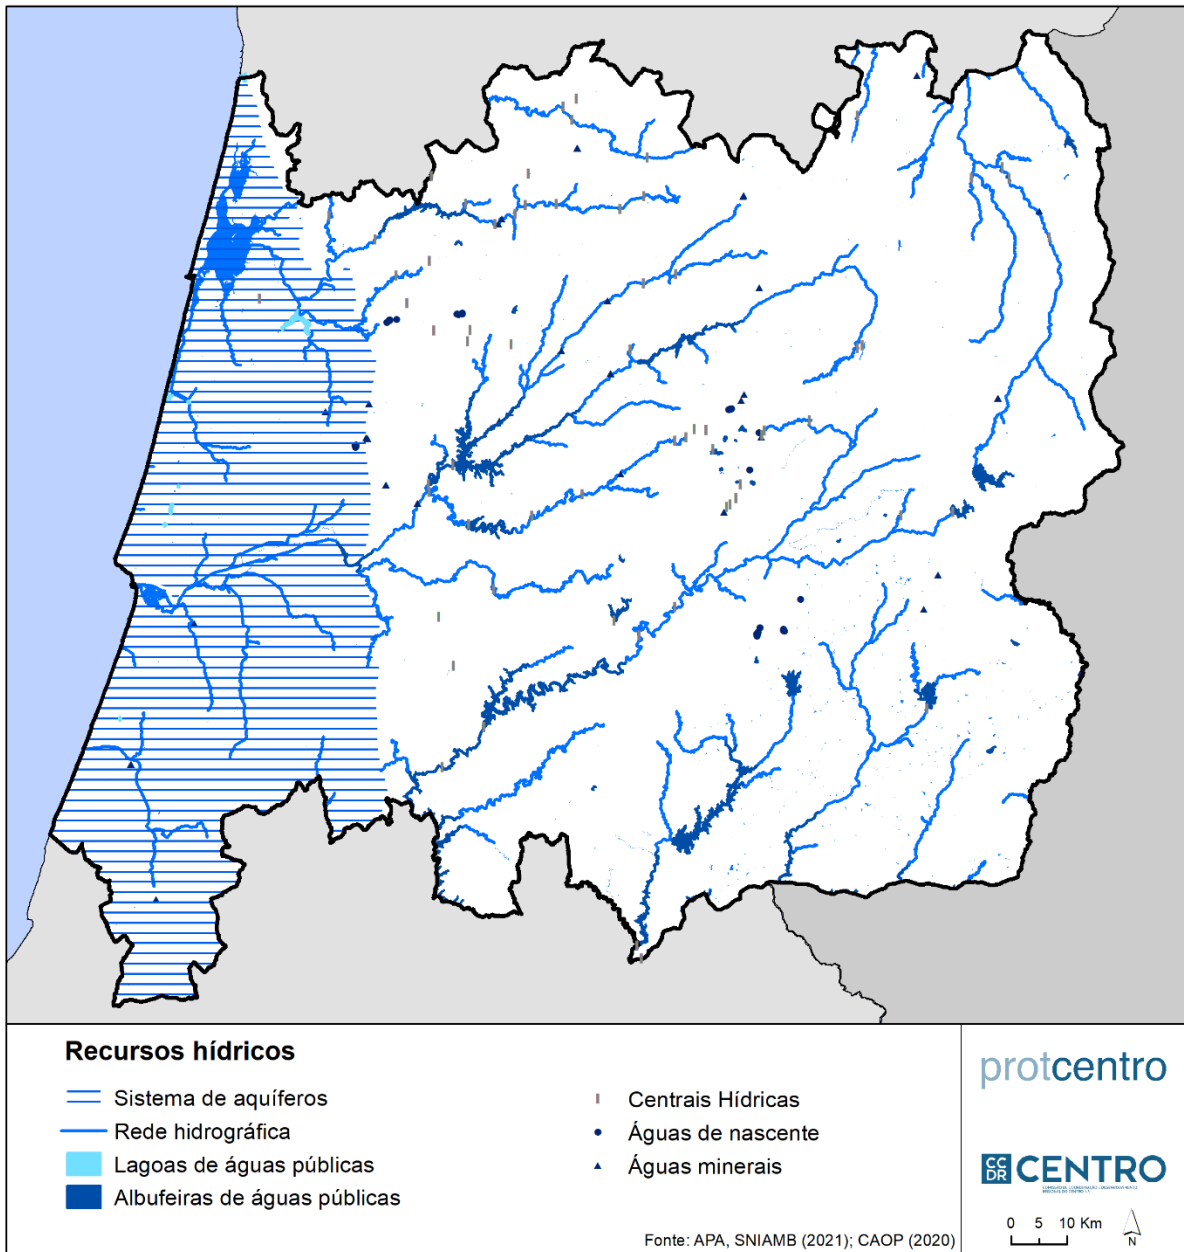 Recursos hídricos
Sistema de aquíferos
Rede hidrográfica
Lagoas de águas públicas
Albufeiras de águas públicas
Centrais Hídricas
Águas de nascente
Águas minerais
Fonte: APA, SNIAMB (2021); CAOP (2020)
protcentro
CCDR CENTRO
0 5 10 Km
N